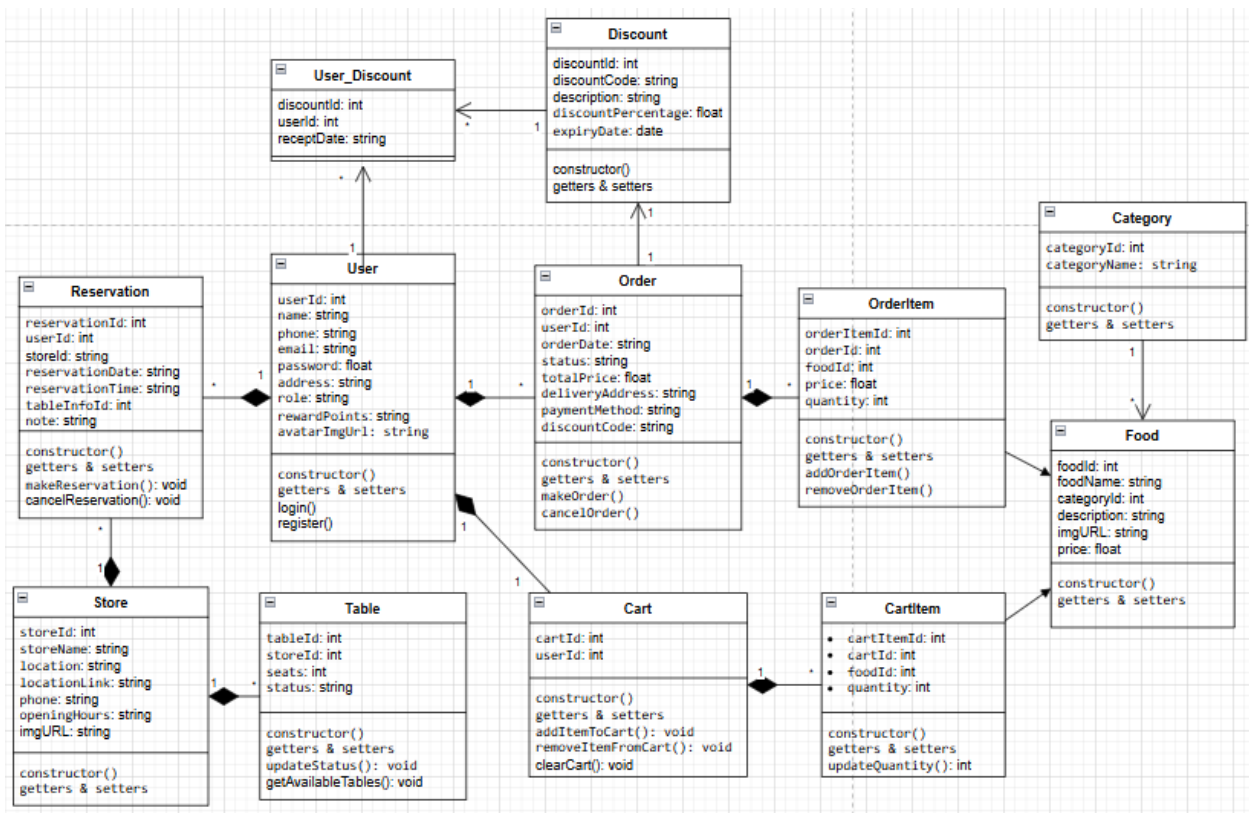 Discount
discountId: int
discountCode: string
description: string
discountPercentage: float
expiryDate: date
constructor()
getters & setters
User_Discount
discountId: int
userId: int
receptDate: string
*
1
*
1
1
1
Category
categoryId: int
categoryName: string
constructor()
getters & setters
1
*
Reservation
reservationId: int
userId: int
storeId: string
reservationDate: string
reservationTime: string
tableInfoId: int
note: string
constructor()
getters & setters
makeReservation(): void
cancelReservation(): void
*
1
User
userId: int
name: string
phone: string
email: string
password: float
address: string
role: string
rewardPoints: string
avatarImgUrl: string
constructor()
getters & setters
login()
register()
1
*
Order
orderId: int
userId: int
orderDate: string
status: string
totalPrice: float
deliveryAddress: string
paymentMethod: string
discountCode: string
constructor()
getters & setters
makeOrder()
cancelOrder()
1
*
OrderItem
orderItemId: int
orderId: int
foodId: int
price: float
quantity: int
constructor()
getters & setters
addOrderItem()
removeOrderItem()
Food
foodId: int
foodName: string
categoryId: int
description: string
imgURL: string
price: float
constructor()
getters & setters
*
1
1
1
Store
storeId: int
storeName: string
location: string
locationLink: string
phone: string
openingHours: string
imgURL: string
constructor()
getters & setters
1
*
Table
tableId: int
storeId: int
seats: int
status: string
constructor()
getters & setters
updateStatus(): void
getAvailableTables(): void
Cart
cartId: int
userId: int
constructor()
getters & setters
addItemToCart(): void
removeItemFromCart(): void
clearCart(): void
1
*
CartItem
• cartItemId: int
• cartId: int
• foodId: int
• quantity: int
constructor()
getters & setters
updateQuantity(): int